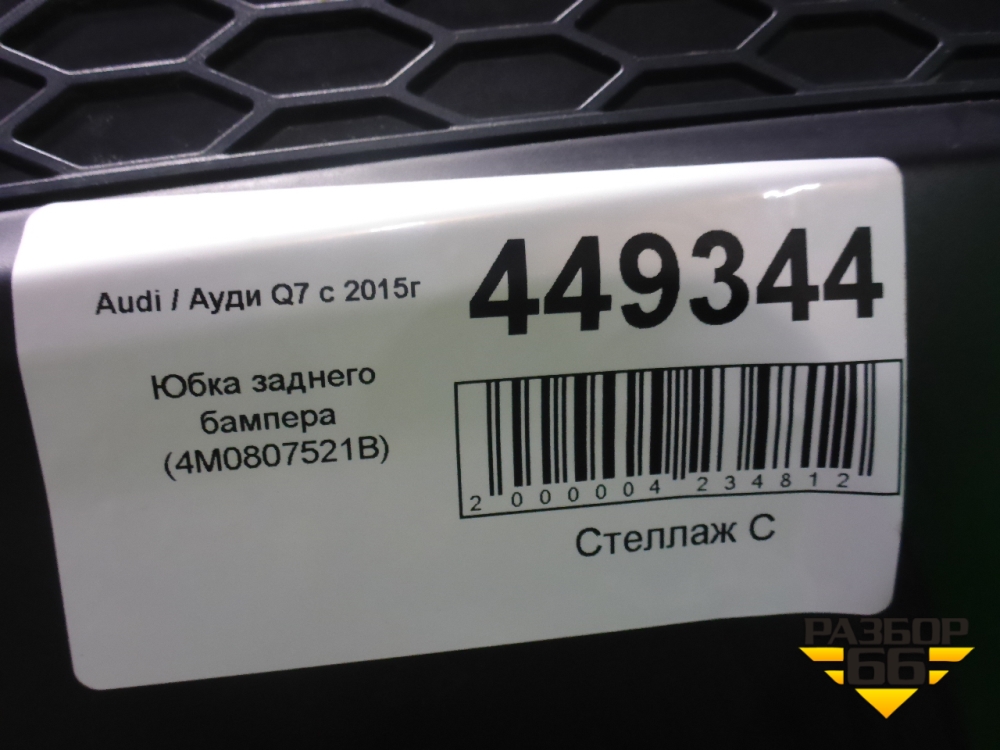 Audi / Ауди Q7 с 2015г
449344
Юбка заднего
бампера
(4M0807521B)
2 000004 234812
Стеллаж С
РАЗБОР
66